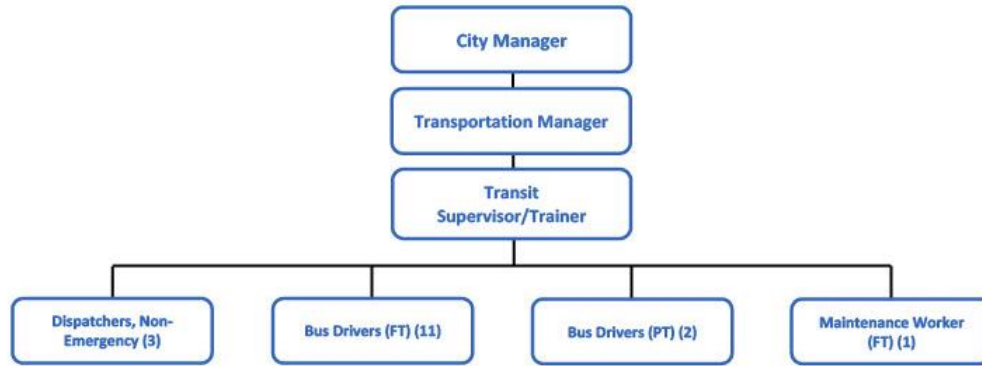 City Manager
Transportation Manager
Transit
Supervisor/Trainer
Dispatchers, Non-
Emergency (3)
Bus Drivers (FT) (11)
Bus Drivers (PT) (2)
Maintenance Worker
(FT) (1)